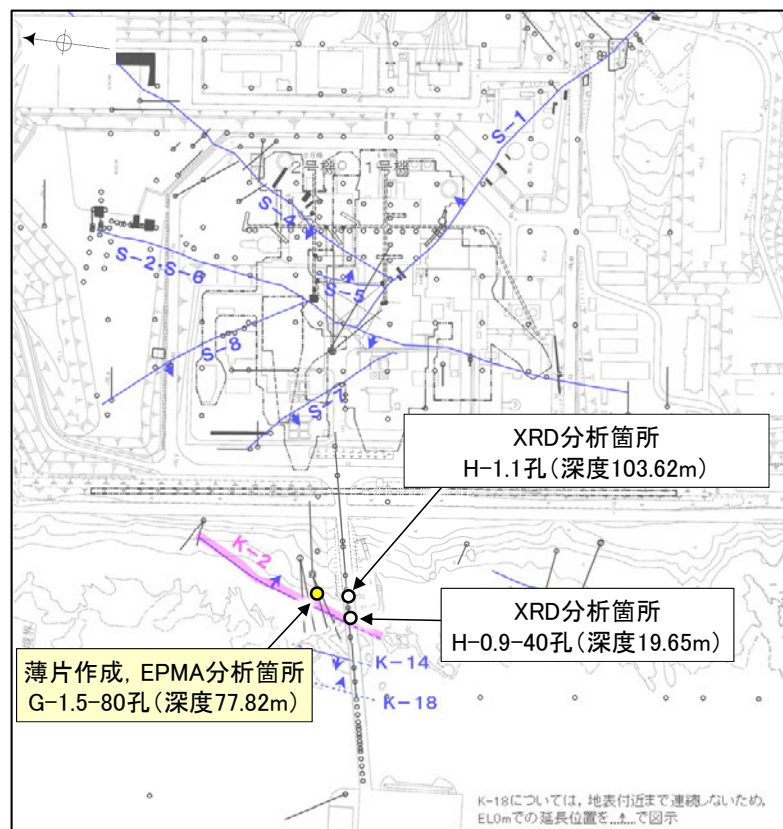 S-1
2号機
1号機
S-4
S-2・S-6
S-5
S-8
S-7
XRD分析箇所
H-1.1孔(深度103.62m)
K-2
XRD分析箇所
H-0.9-40孔(深度19.65m)
薄片作成, EPMA分析箇所
G-1.5-80孔(深度77.82m)
K-14
K-18
K-18については, 地表付近まで連続しないため,
EL0mでの延長位置を で図示